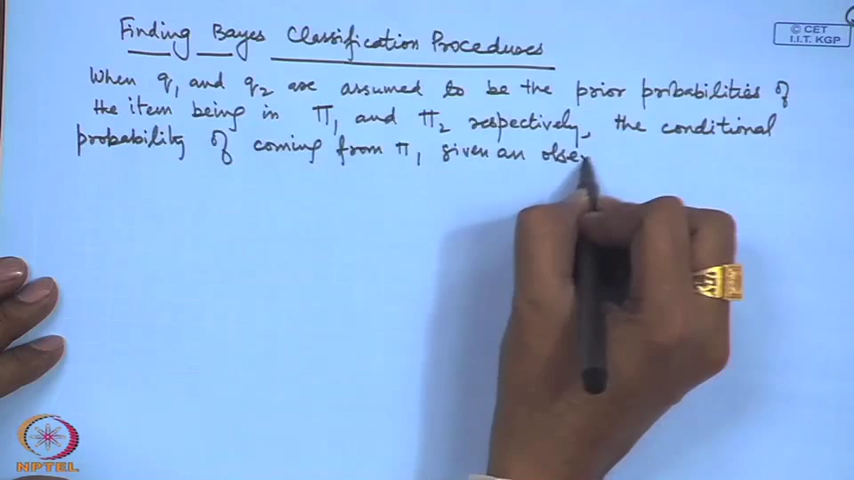 Finding Bayes Classification Procedures
© CET
I.I.T. KGP
When q₁ and q₂ are assumed to be the prior probabilities of
the item being in Π₁ and Π₂ respectively, the conditional
probability of coming from Π₁ given an obse
NPTEL